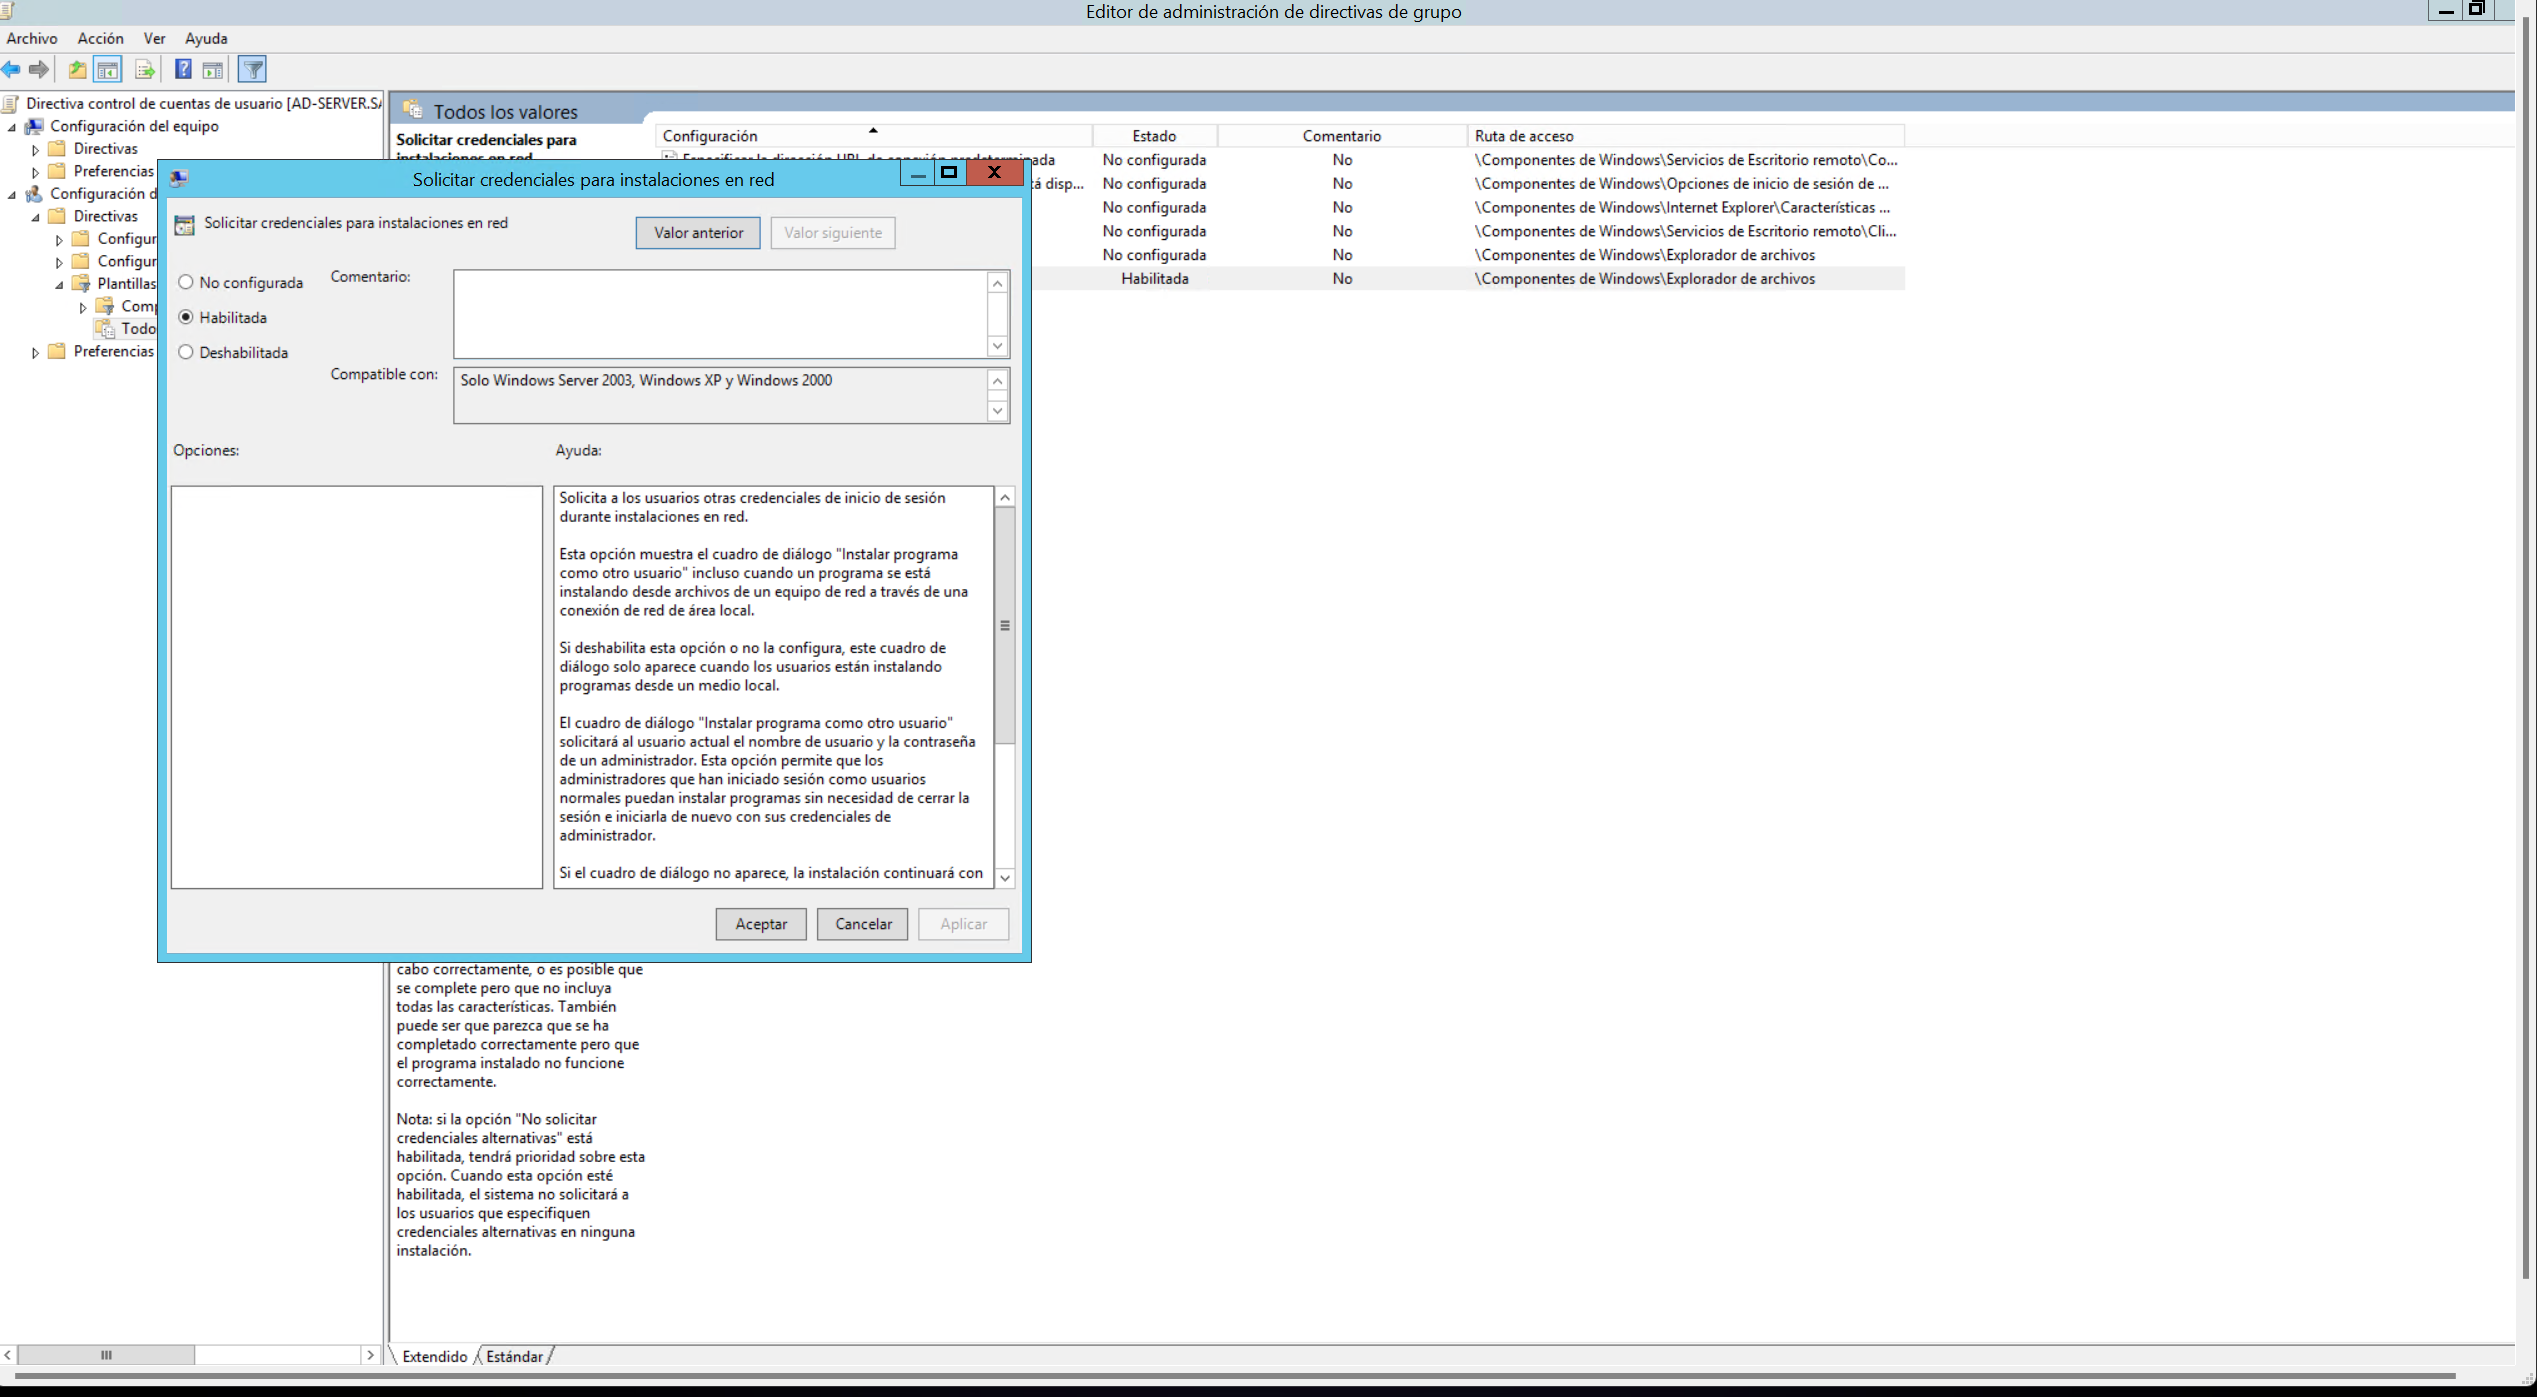 Editor de administración de directivas de grupo
Archivo Acción Ver Ayuda
Directiva control de cuentas de usuario [AD-SERVER.SA
Configuración del equipo
Directivas
Preferencias
Configuración d
Directivas
Configur
Configur
Plantillas
Comp
Todo
Preferencias
Todos los valores
Solicitar credenciales para
instalaciones en red
Configuración Estado Comentario Ruta de acceso
Especificar la dirección URL de conexión predeterminada No configurada No \Componentes de Windows\Servicios de Escritorio remoto\Co...
tá disp... No configurada No \Componentes de Windows\Opciones de inicio de sesión de ...
No configurada No \Componentes de Windows\Internet Explorer\Características ...
No configurada No \Componentes de Windows\Servicios de Escritorio remoto\Cli...
No configurada No \Componentes de Windows\Explorador de archivos
Habilitada No \Componentes de Windows\Explorador de archivos
Solicitar credenciales para instalaciones en red
Solicitar credenciales para instalaciones en red
Valor anterior Valor siguiente
No configurada
Habilitada
Deshabilitada
Comentario:
Compatible con:
Solo Windows Server 2003, Windows XP y Windows 2000
Opciones:
Ayuda:
Solicita a los usuarios otras credenciales de inicio de sesión
durante instalaciones en red.
Esta opción muestra el cuadro de diálogo "Instalar programa
como otro usuario" incluso cuando un programa se está
instalando desde archivos de un equipo de red a través de una
conexión de red de área local.
Si deshabilita esta opción o no la configura, este cuadro de
diálogo solo aparece cuando los usuarios están instalando
programas desde un medio local.
El cuadro de diálogo "Instalar programa como otro usuario"
solicitará al usuario actual el nombre de usuario y la contraseña
de un administrador. Esta opción permite que los
administradores que han iniciado sesión como usuarios
normales puedan instalar programas sin necesidad de cerrar la
sesión e iniciarla de nuevo con sus credenciales de
administrador.
Si el cuadro de diálogo no aparece, la instalación continuará con
Aceptar Cancelar Aplicar
cabo correctamente, o es posible que
se complete pero que no incluya
todas las características. También
puede ser que parezca que se ha
completado correctamente pero que
el programa instalado no funcione
correctamente.
Nota: si la opción "No solicitar
credenciales alternativas" está
habilitada, tendrá prioridad sobre esta
opción. Cuando esta opción esté
habilitada, el sistema no solicitará a
los usuarios que especifiquen
credenciales alternativas en ninguna
instalación.
Extendido Estándar